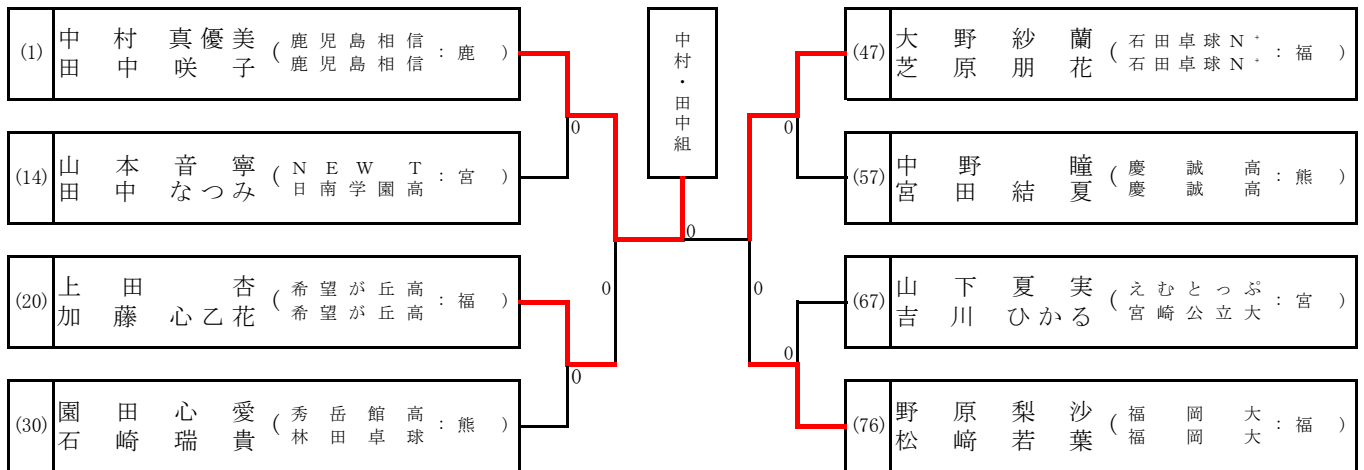 (1) 中村真優美 ( 鹿児島相信 : 鹿 )
田中咲子 鹿児島相信
0
(14) 山本音寧 ( NEWT : 宮 )
田中なつみ 日南学園高
0
(20) 上田杏 ( 希望が丘高 : 福 )
加藤心乙花 希望が丘高
0
(30) 園田心愛 ( 秀岳館高 : 熊 )
石崎瑞貴 林田卓球
中村・田中組
0
(47) 大野紗蘭 ( 石田卓球N⁺ : 福 )
芝原朋花 石田卓球N⁺
0
(57) 中野瞳 ( 慶誠高 : 熊 )
宮田結夏 慶誠高
0
(67) 山下夏実 ( えむとっぷ : 宮 )
吉川ひかる 宮崎公立大
0
(76) 野原梨沙 ( 福岡大 : 福 )
松﨑若葉 福岡大